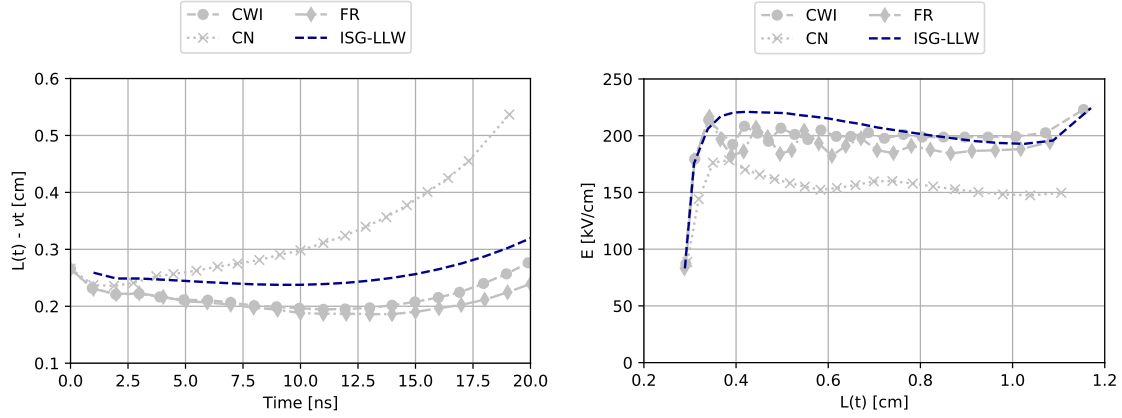 CWI FR
CN ISG-LLW
0.6
0.5
0.4
0.3
0.2
0.1
L(t) - νt [cm]
0.0 2.5 5.0 7.5 10.0 12.5 15.0 17.5 20.0
Time [ns]
CWI FR
CN ISG-LLW
250
200
150
100
50
0
E [kV/cm]
0.2 0.4 0.6 0.8 1.0 1.2
L(t) [cm]